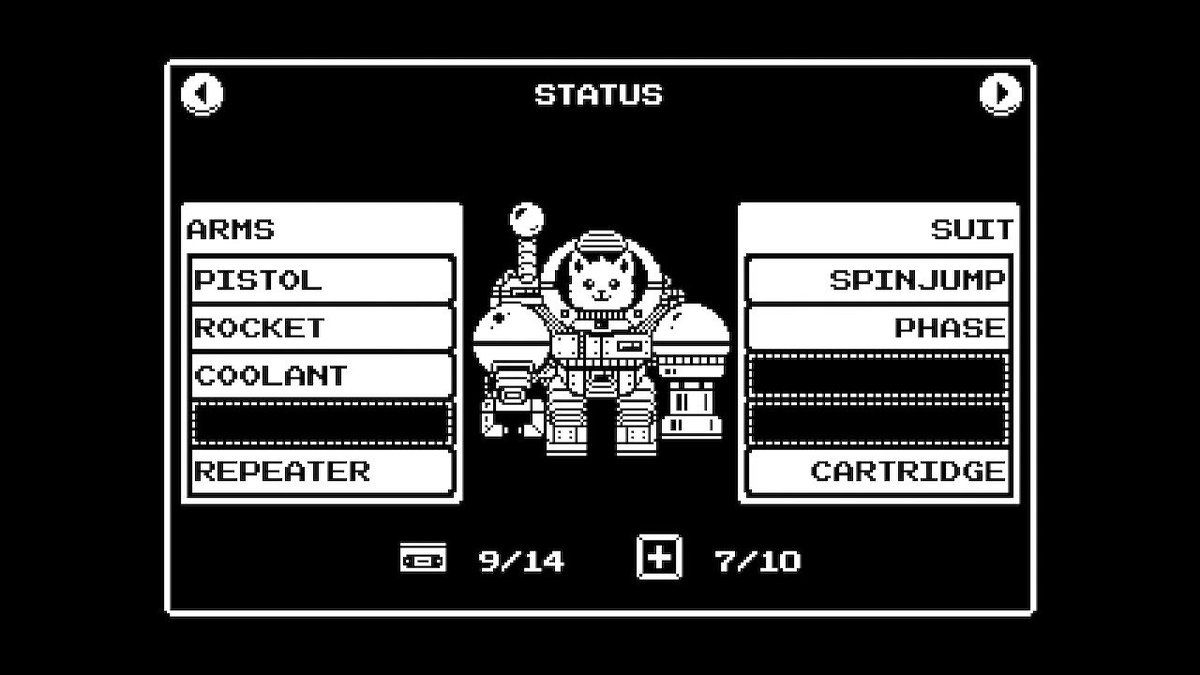 STATUS
ARMS
PISTOL
ROCKET
COOLANT
REPEATER
SUIT
SPINJUMP
PHASE
CARTRIDGE
9/14
7/10